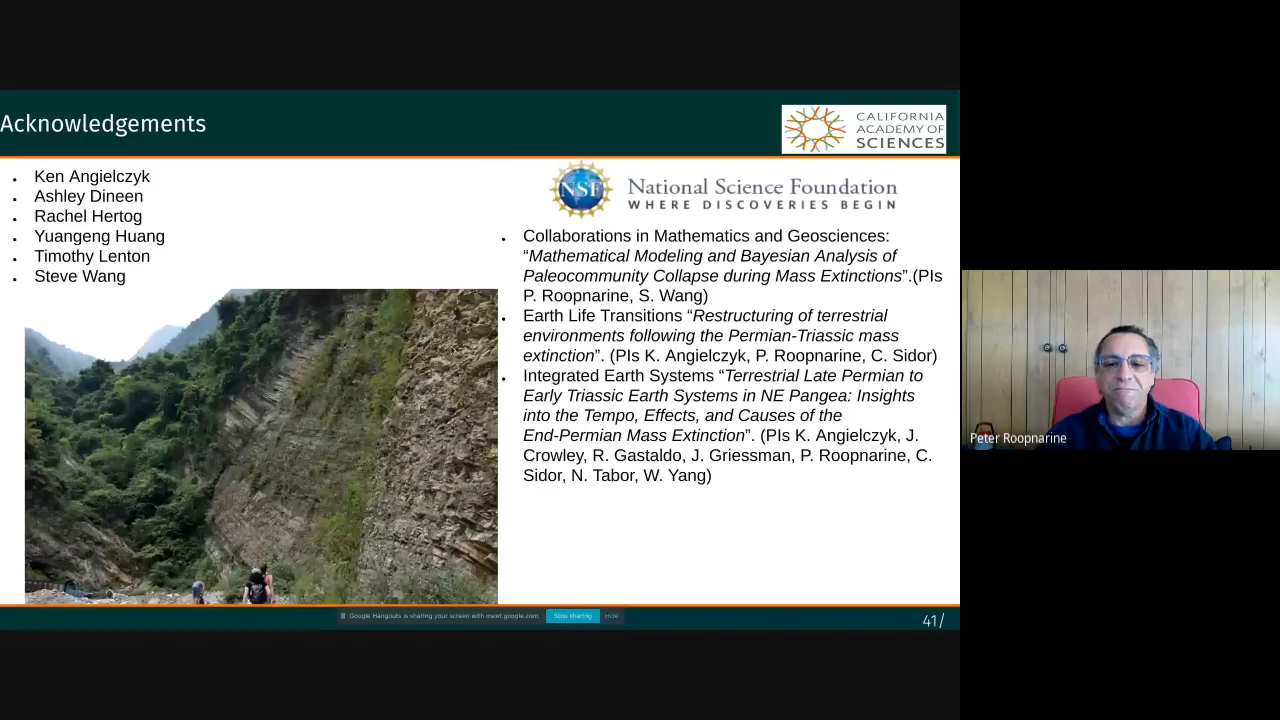 Acknowledgements
CALIFORNIA
ACADEMY OF
SCIENCES
• Ken Angielczyk
• Ashley Dineen
• Rachel Hertog
• Yuangeng Huang
• Timothy Lenton
• Steve Wang
NSF
National Science Foundation
WHERE DISCOVERIES BEGIN
• Collaborations in Mathematics and Geosciences:
“Mathematical Modeling and Bayesian Analysis of
Paleocommunity Collapse during Mass Extinctions”.(PIs
P. Roopnarine, S. Wang)
• Earth Life Transitions “Restructuring of terrestrial
environments following the Permian-Triassic mass
extinction”. (PIs K. Angielczyk, P. Roopnarine, C. Sidor)
• Integrated Earth Systems “Terrestrial Late Permian to
Early Triassic Earth Systems in NE Pangea: Insights
into the Tempo, Effects, and Causes of the
End-Permian Mass Extinction”. (PIs K. Angielczyk, J.
Crowley, R. Gastaldo, J. Griessman, P. Roopnarine, C.
Sidor, N. Tabor, W. Yang)
Google Hangouts is sharing your screen with meet.google.com.
Stop sharing
Hide
41/
Peter Roopnarine